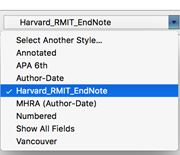 Harvard_RMIT_EndNote
Select Another Style...
Annotated
APA 6th
Author-Date
✓ Harvard_RMIT_EndNote
MHRA (Author-Date)
Numbered
Show All Fields
Vancouver